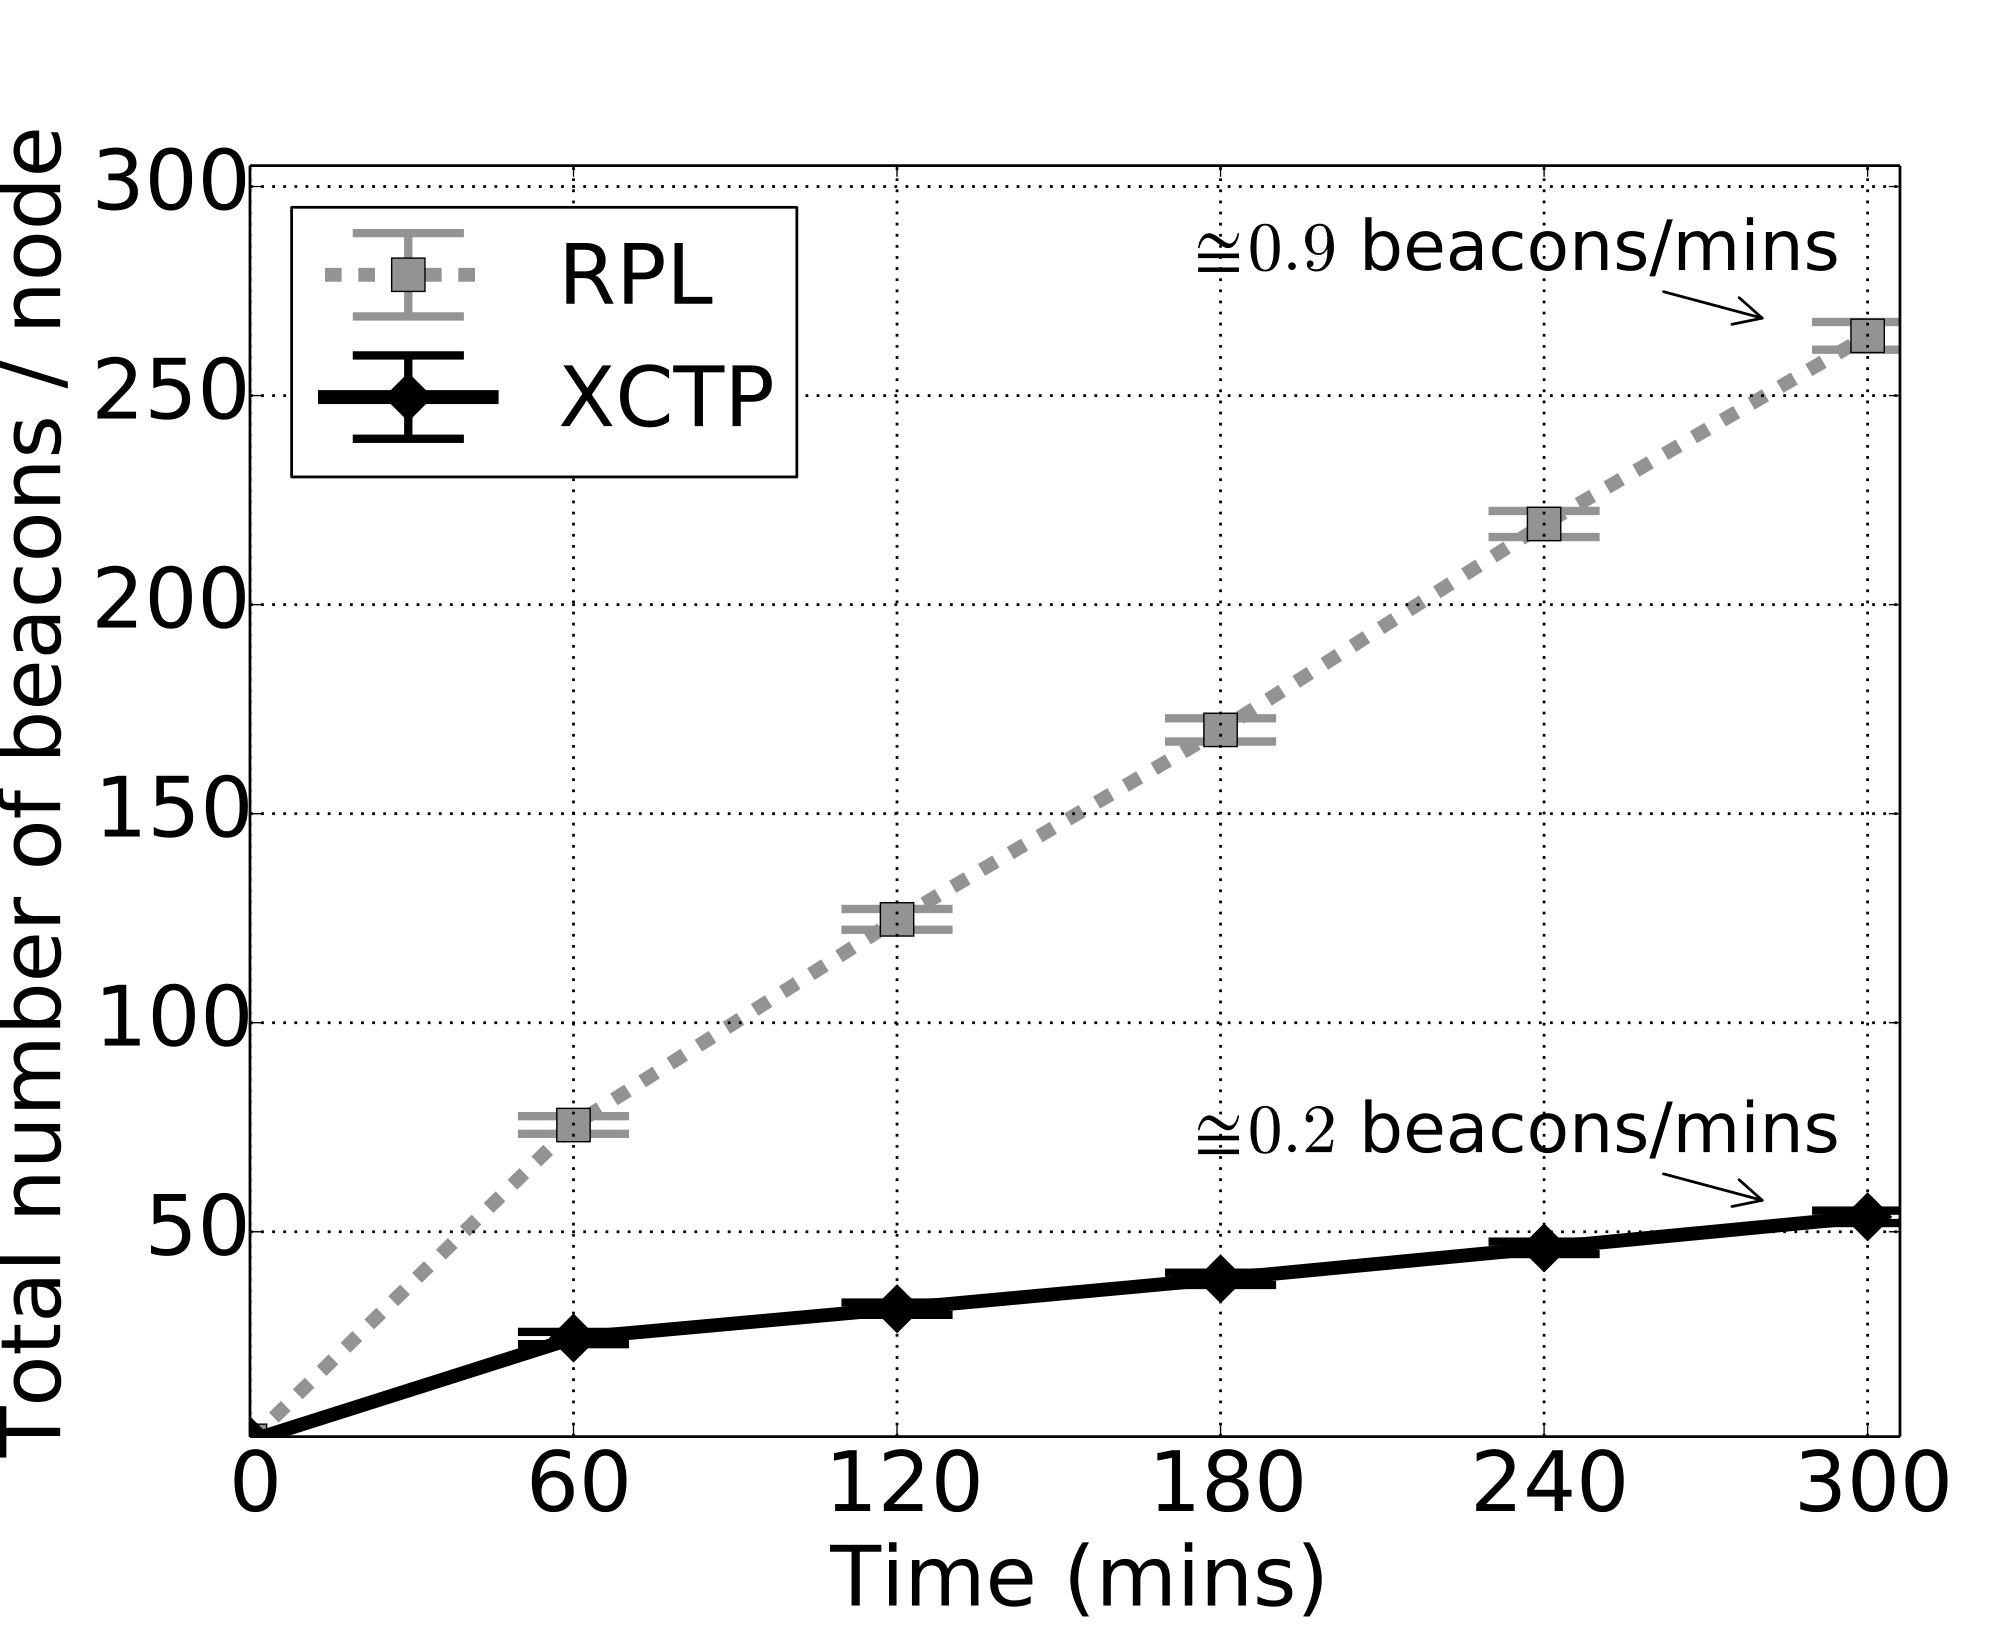 Total number of beacons / node
300
250
200
150
100
50
RPL
XCTP
≊0.9 beacons/mins
≊0.2 beacons/mins
0 60 120 180 240 300
Time (mins)